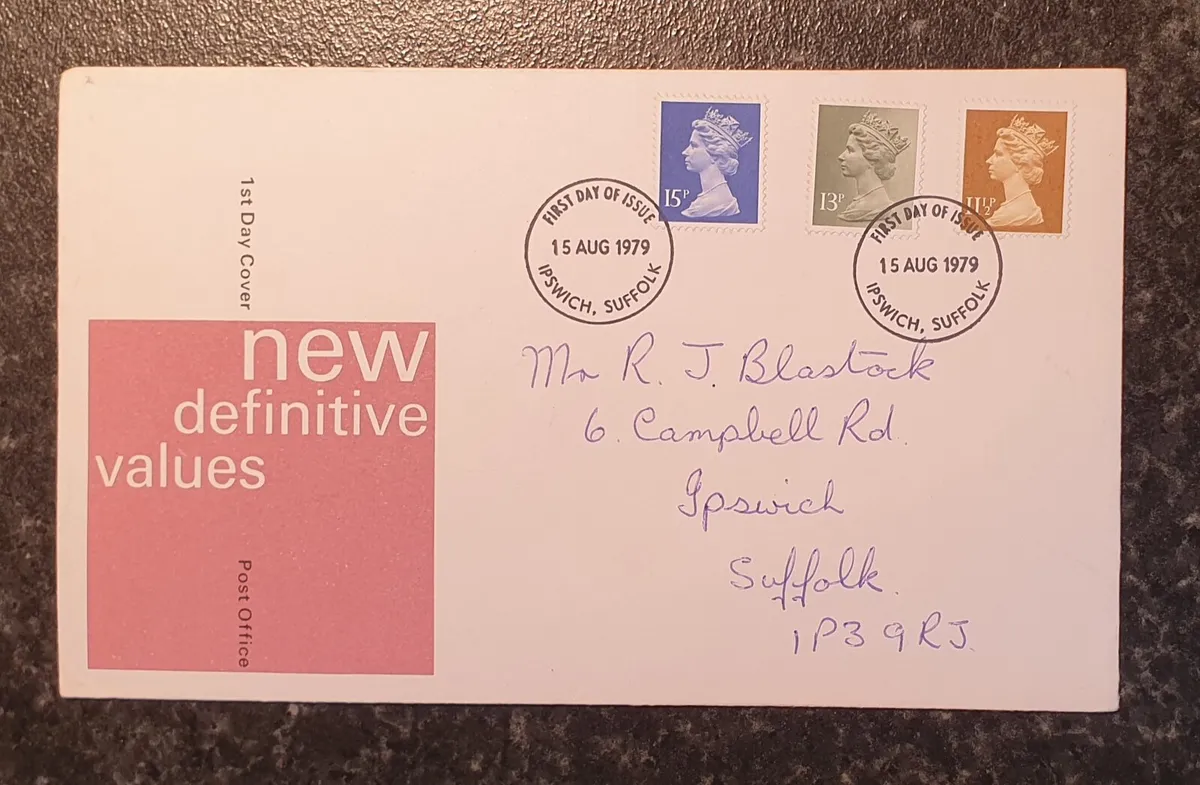 1st Day Cover
new
definitive
values
Post Office
15P
13P
11½P
FIRST DAY OF ISSUE
15 AUG 1979
IPSWICH, SUFFOLK
FIRST DAY OF ISSUE
15 AUG 1979
IPSWICH, SUFFOLK
Mr R. J. Blastock
6. Campbell Rd.
Ipswich
Suffolk.
IP3 9RJ.